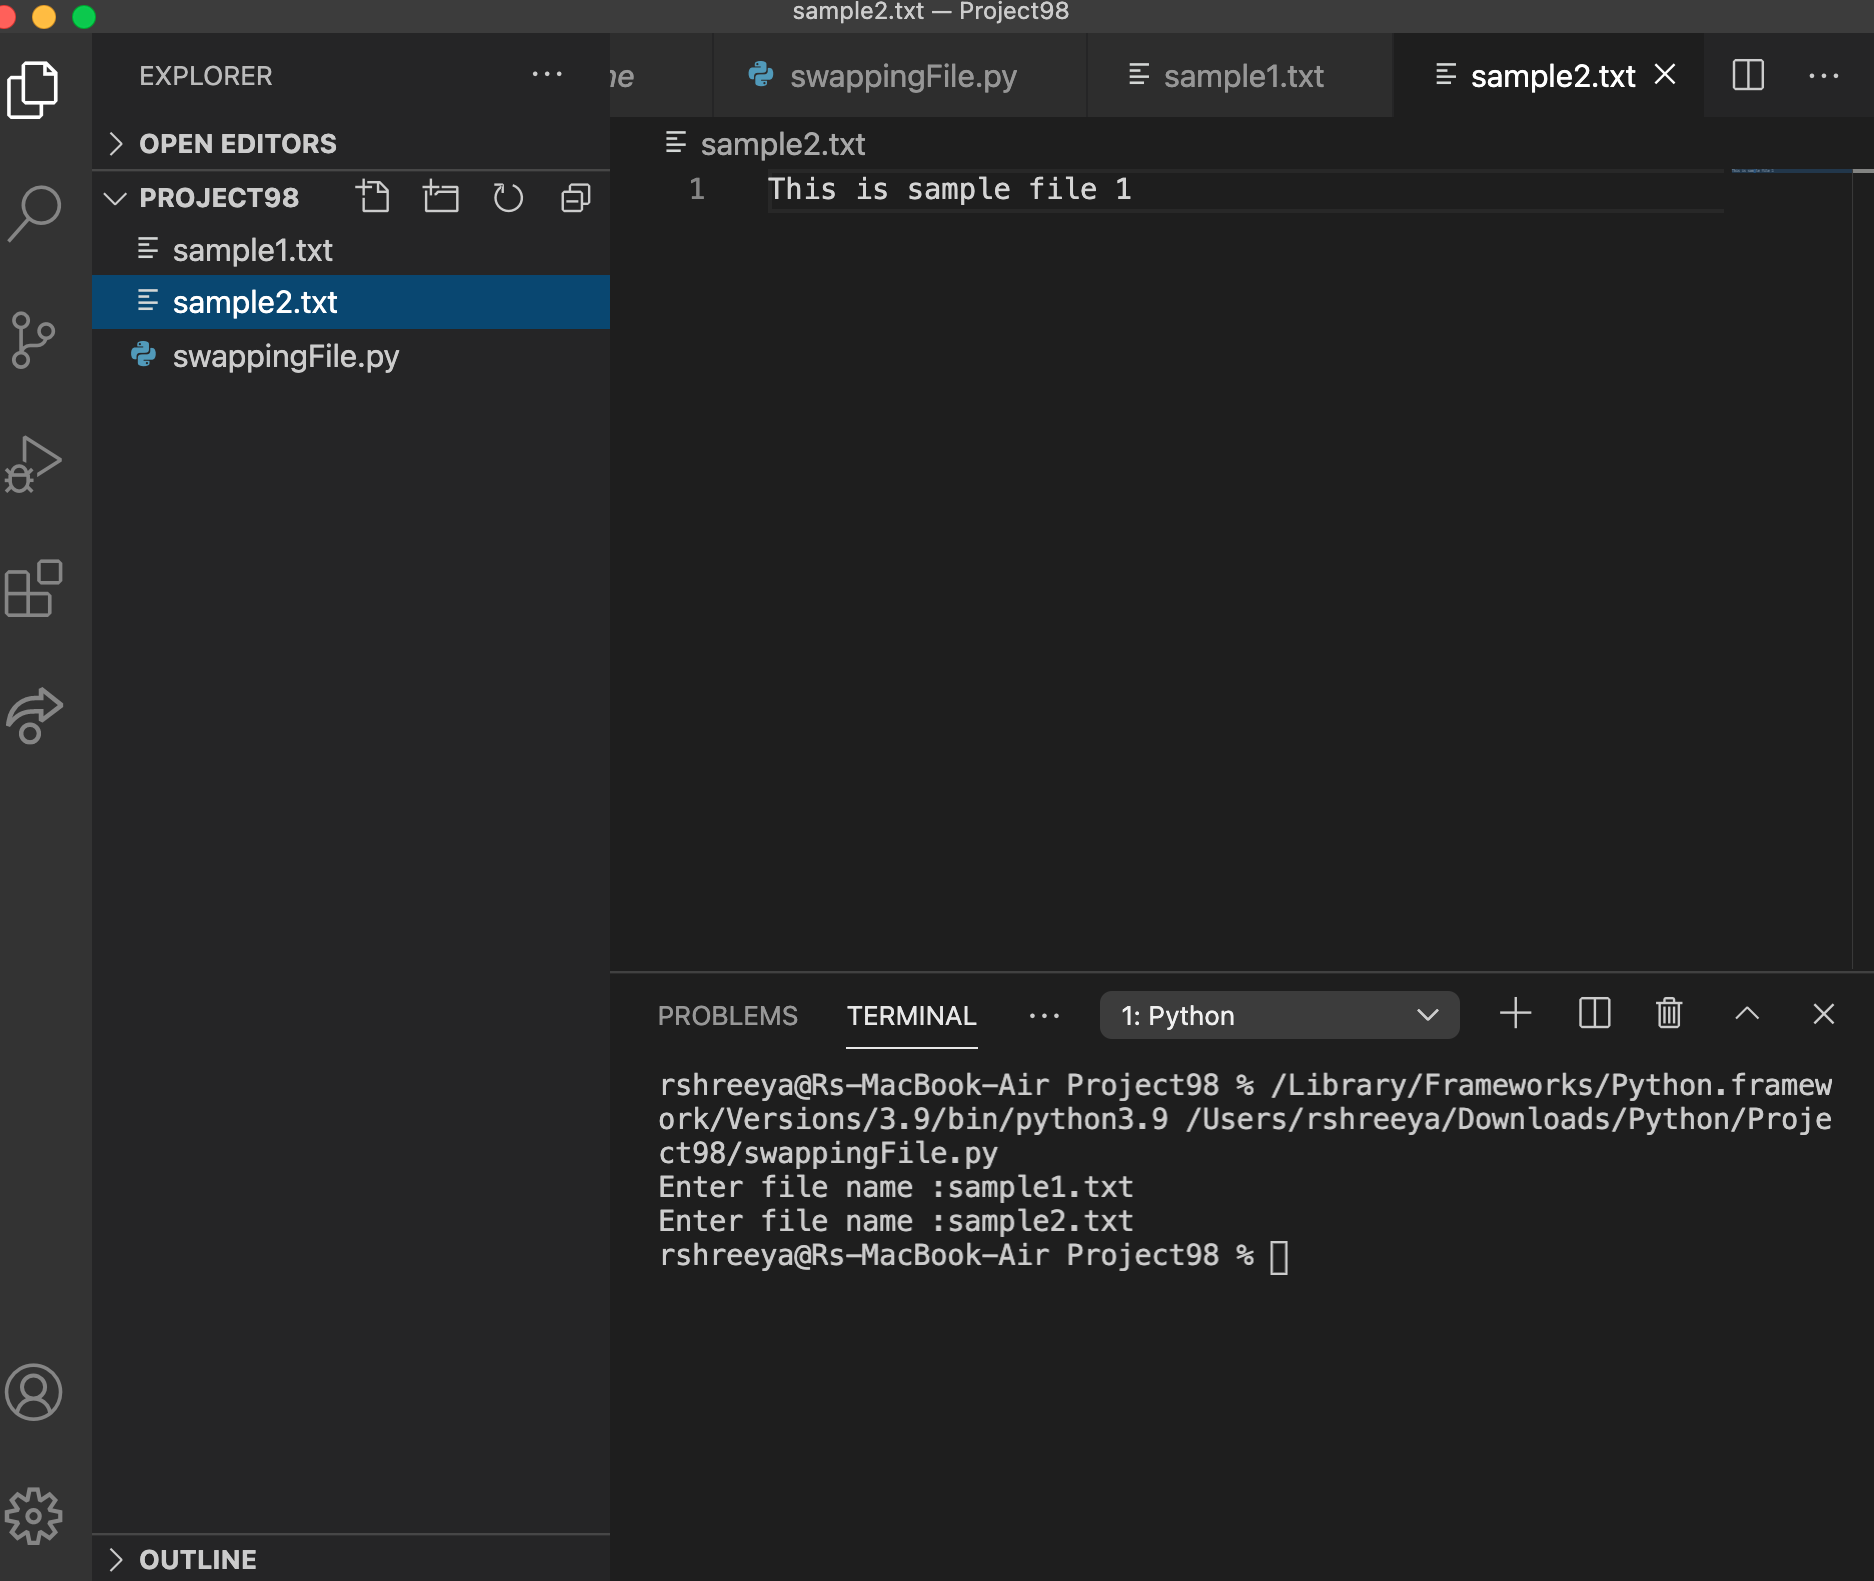 sample2.txt — Project98
EXPLORER
OPEN EDITORS
PROJECT98
sample1.txt
sample2.txt
swappingFile.py
OUTLINE
swappingFile.py
sample1.txt
sample2.txt
sample2.txt
1 This is sample file 1
PROBLEMS
TERMINAL
1: Python
rshreeya@Rs-MacBook-Air Project98 % /Library/Frameworks/Python.framew
ork/Versions/3.9/bin/python3.9 /Users/rshreeya/Downloads/Python/Proje
ct98/swappingFile.py
Enter file name :sample1.txt
Enter file name :sample2.txt
rshreeya@Rs-MacBook-Air Project98 %